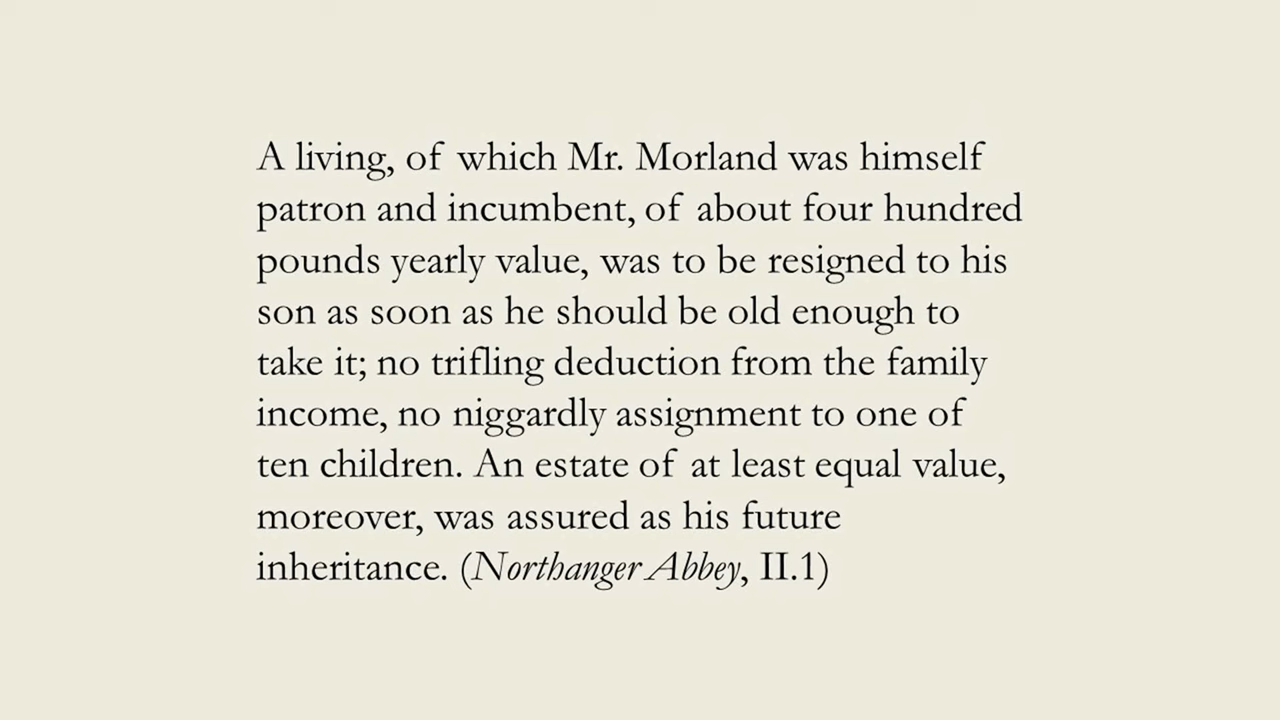 A living, of which Mr. Morland was himself
patron and incumbent, of about four hundred
pounds yearly value, was to be resigned to his
son as soon as he should be old enough to
take it; no trifling deduction from the family
income, no niggardly assignment to one of
ten children. An estate of at least equal value,
moreover, was assured as his future
inheritance. (Northanger Abbey, II.1)